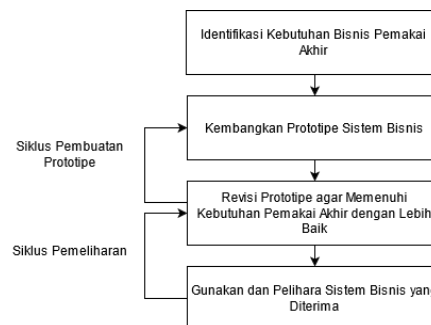 Identifikasi Kebutuhan Bisnis Pemakai
Akhir
Kembangkan Prototipe Sistem Bisnis
Siklus Pembuatan
Prototipe
Revisi Prototipe agar Memenuhi
Kebutuhan Pemakai Akhir dengan Lebih
Baik
Siklus Pemeliharan
Gunakan dan Pelihara Sistem Bisnis yang
Diterima